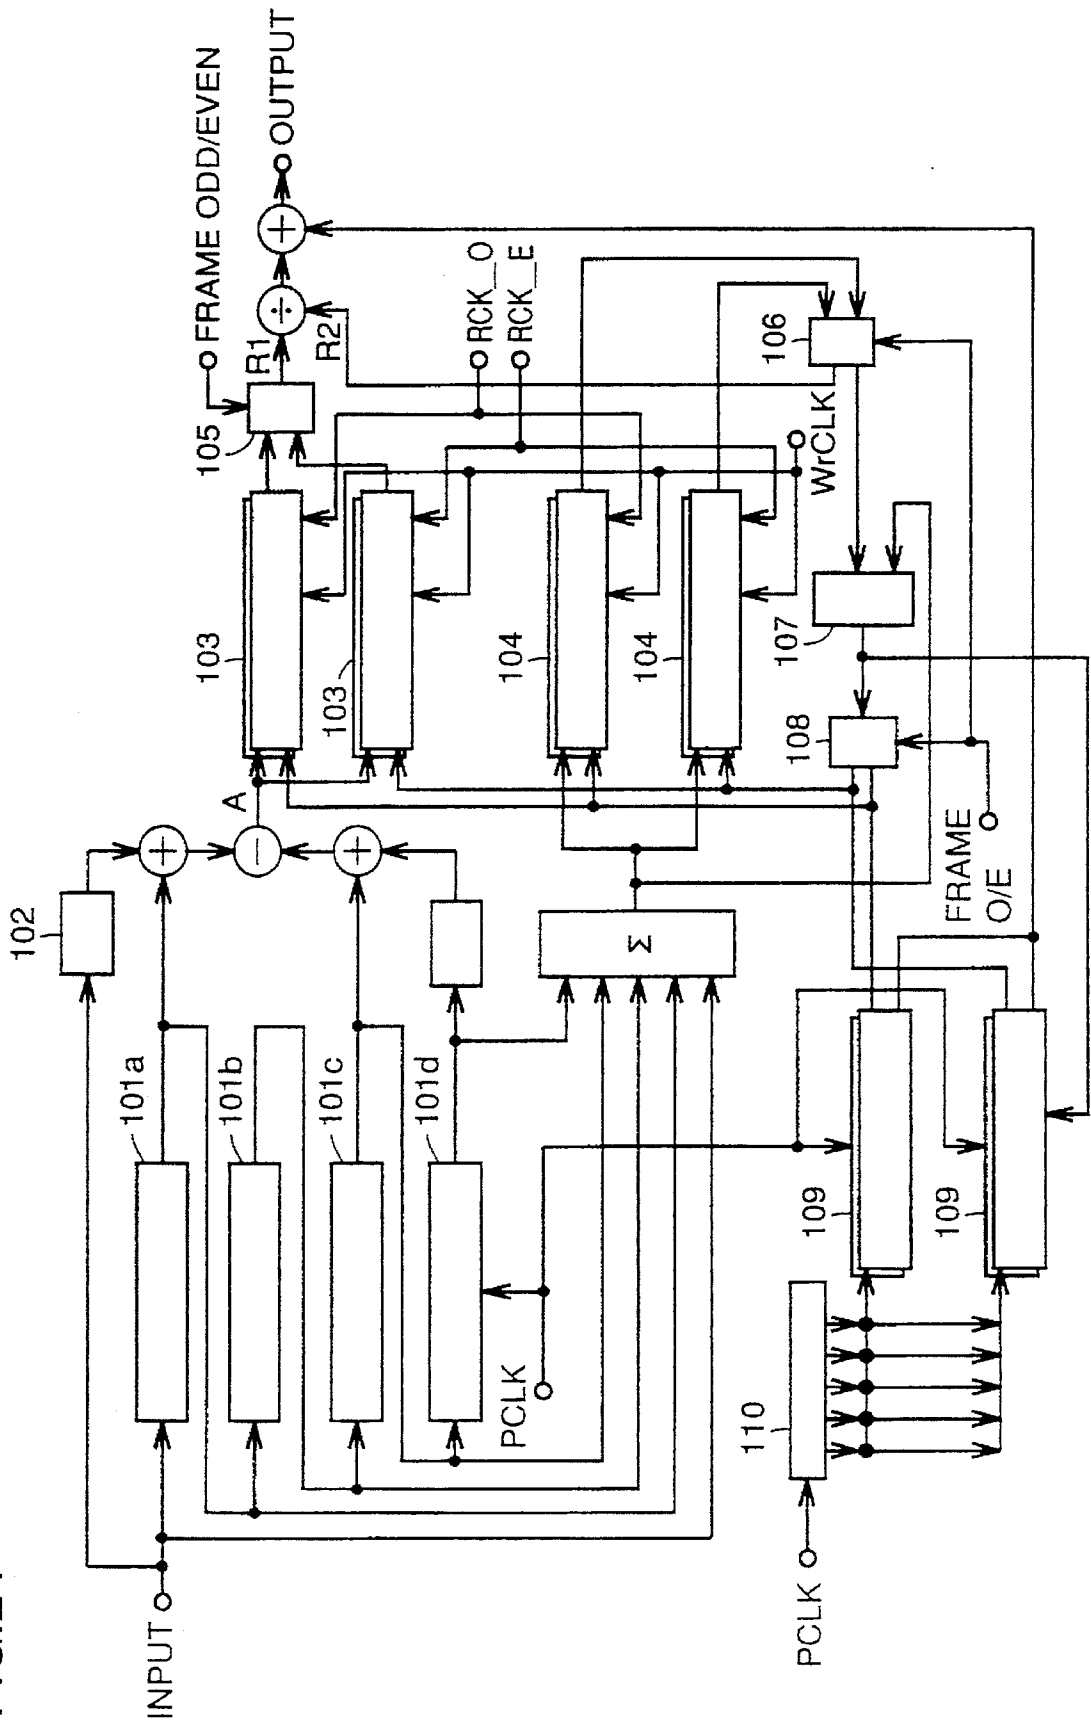 INPUT
102
101a
101b
101c
101d
PCLK
Σ
+
−
+
A
103
103
104
104
105
FRAME ODD/EVEN
R1
R2
÷
+
OUTPUT
RCK_O
RCK_E
WrCLK
106
107
108
FRAME
O/E
109
109
110
PCLK